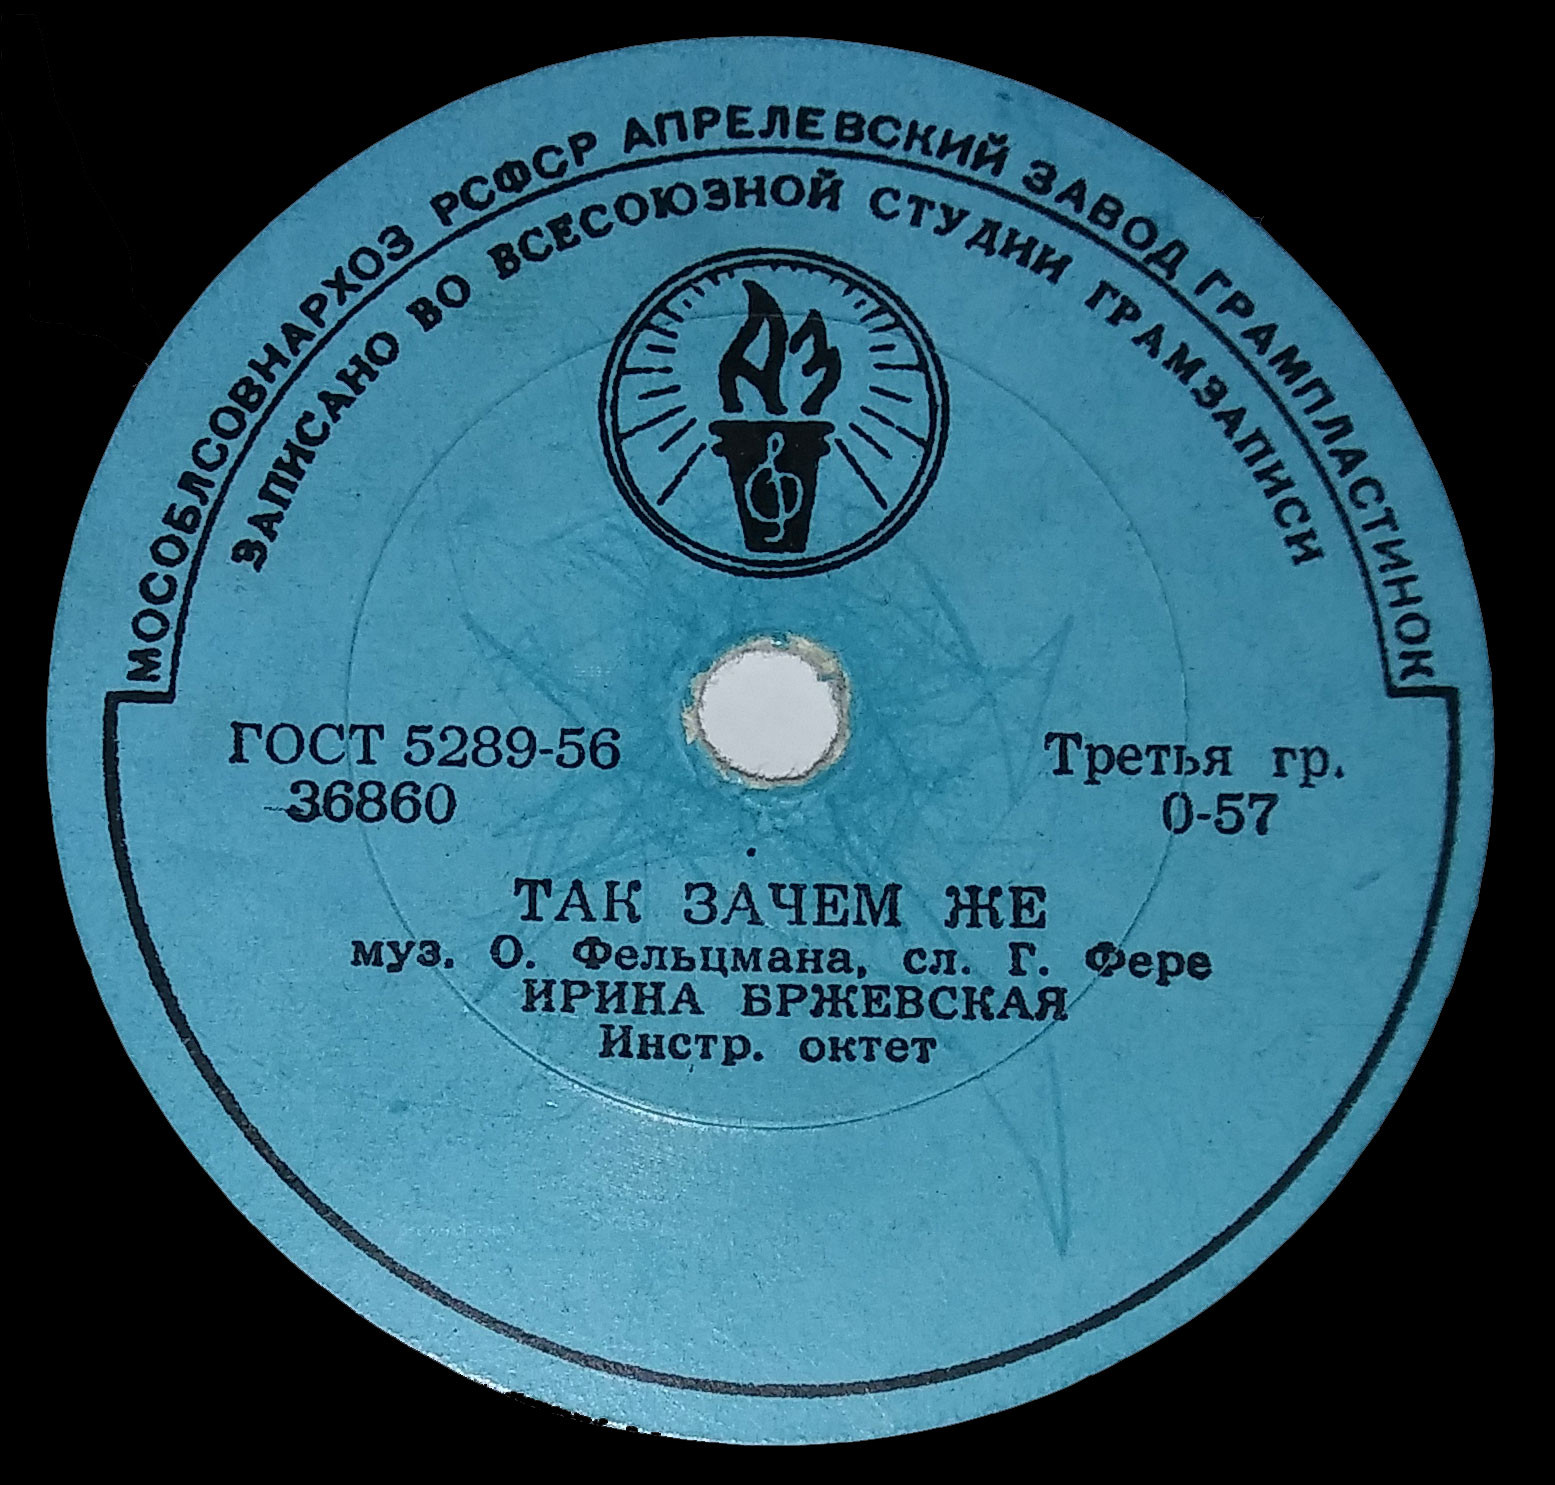 МОСОБЛСОВНАРХОЗ РСФСР АПРЕЛЕВСКИЙ ЗАВОД ГРАМПЛАСТИНОК
ЗАПИСАНО ВО ВСЕСОЮЗНОЙ СТУДИИ ГРАМЗАПИСИ
АЗ
ГОСТ 5289-56
Третья гр.
36860
0-57
ТАК ЗАЧЕМ ЖЕ
муз. О. Фельцмана, сл. Г. Фере
ИРИНА БРЖЕВСКАЯ
Инстр. октет